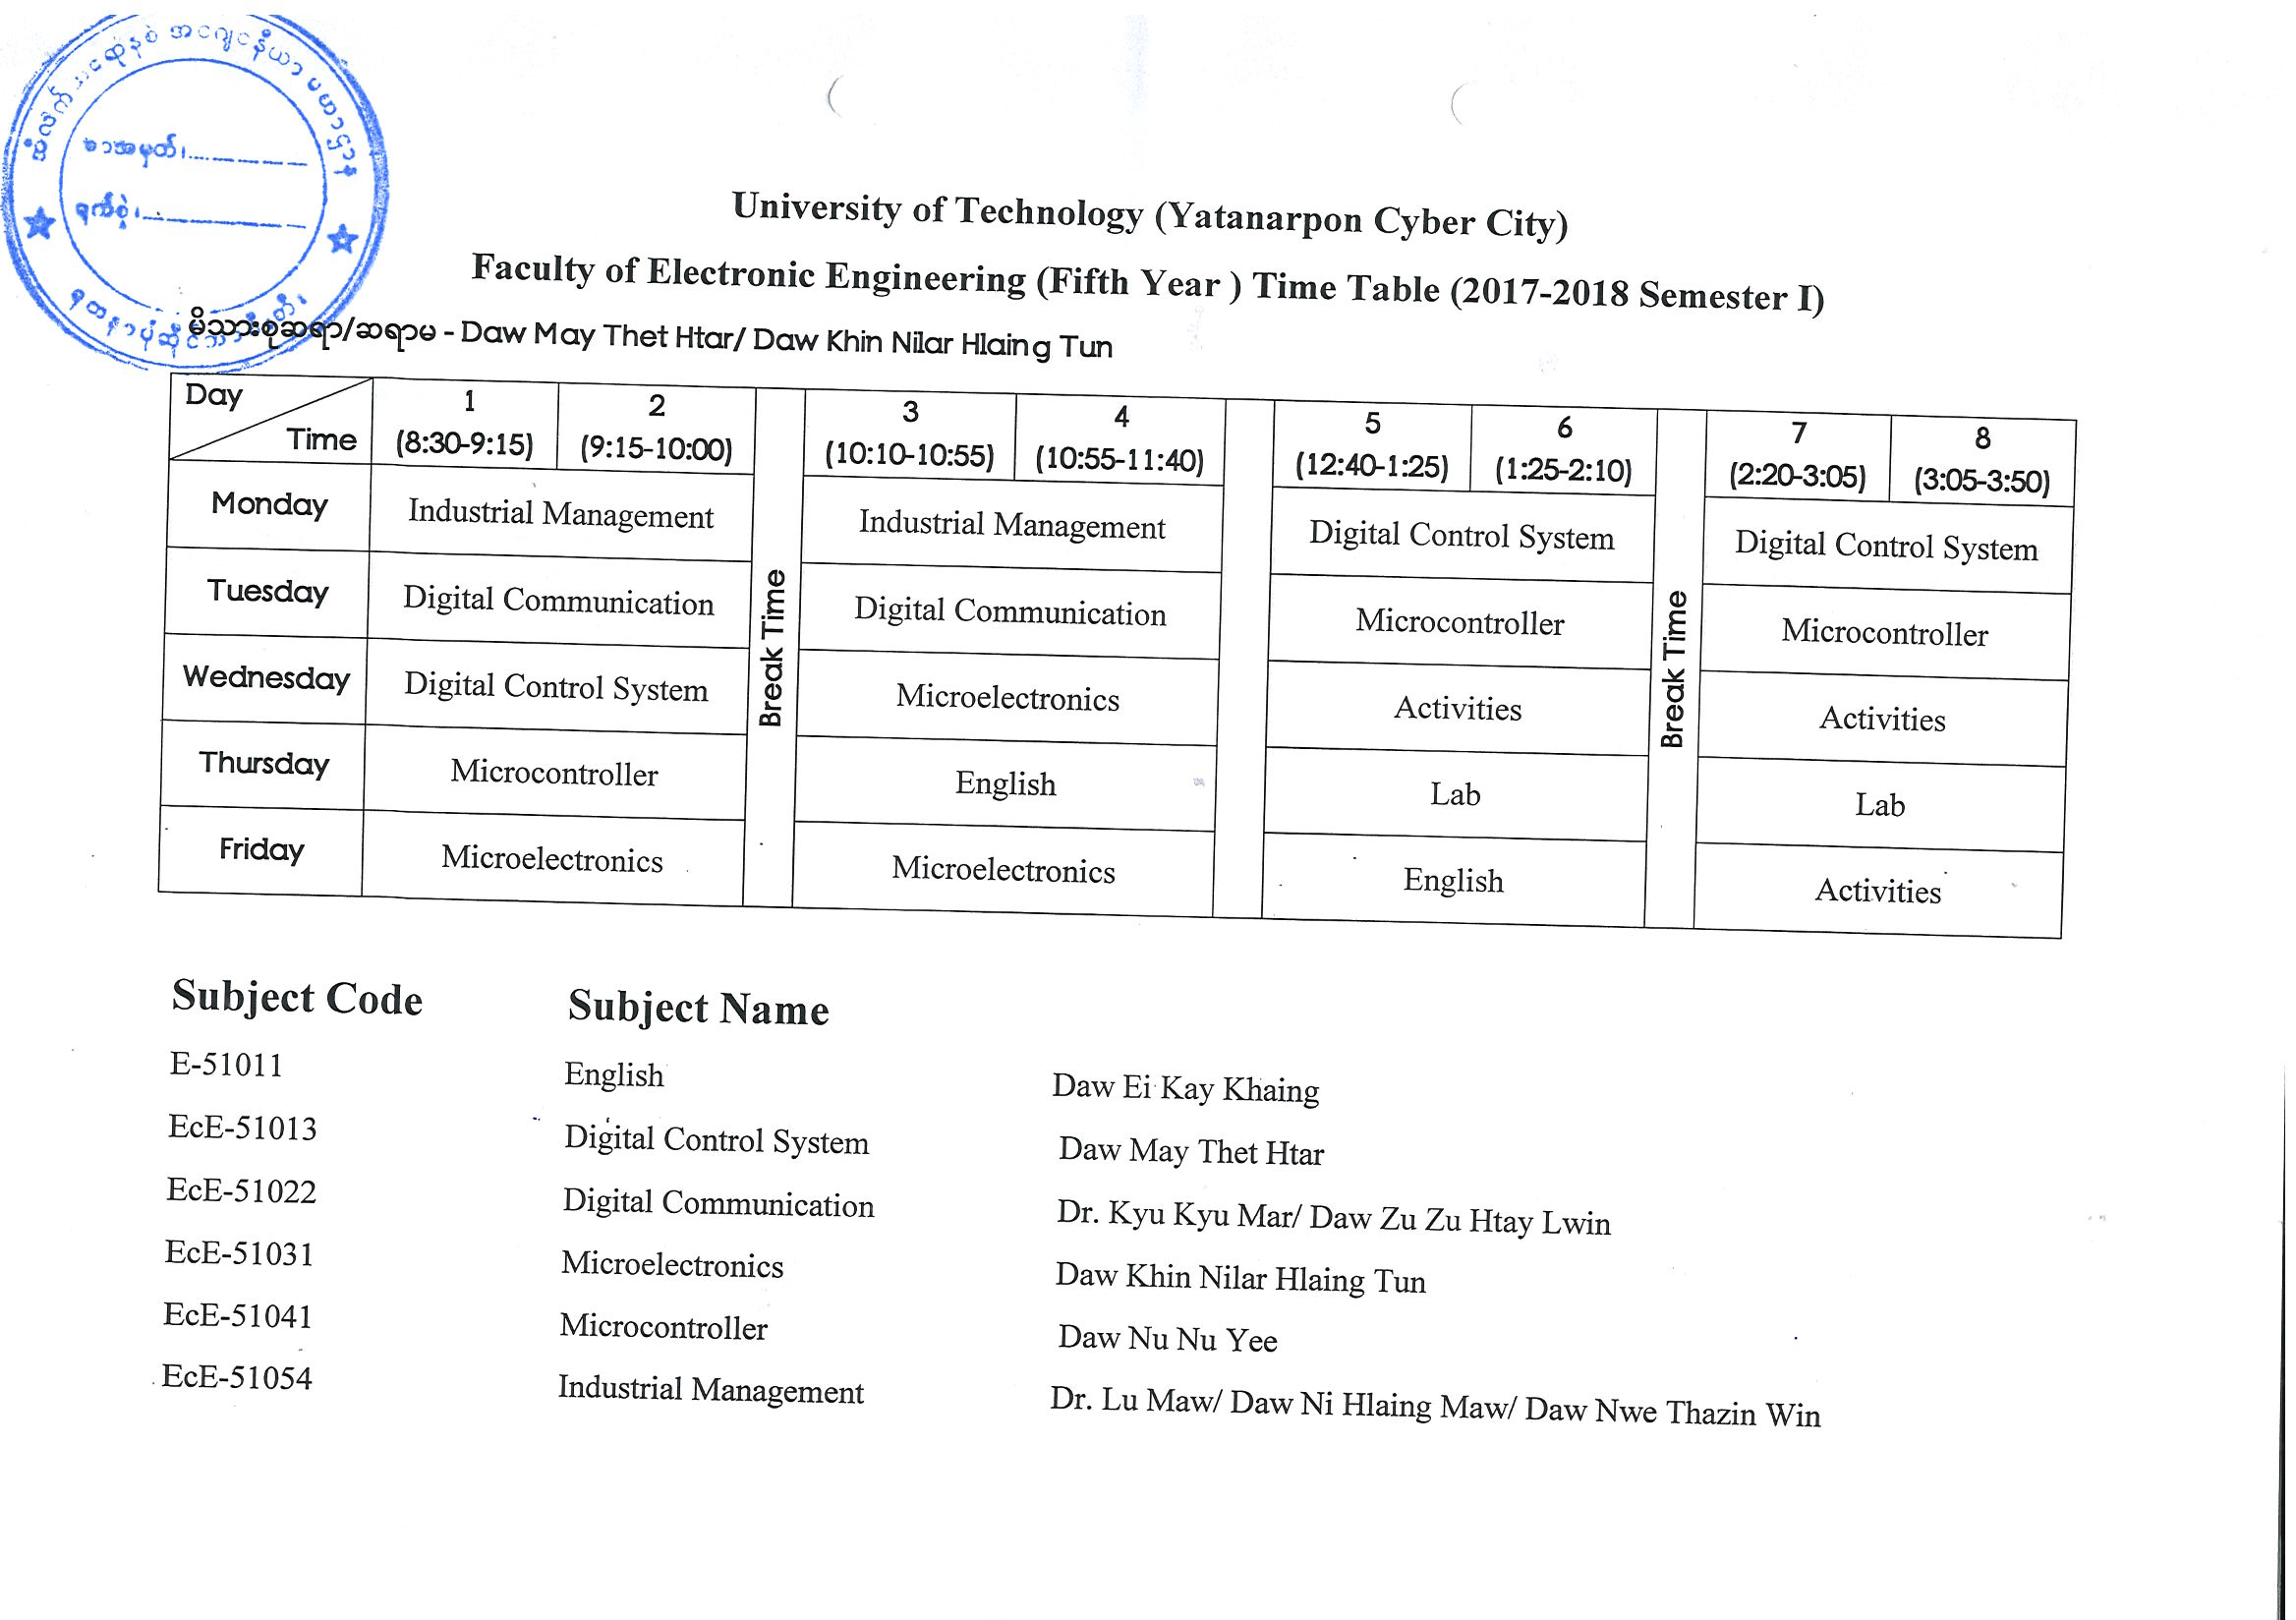 စာအမှတ်၊
ရက်စွဲ၊
University of Technology (Yatanarpon Cyber City)
Faculty of Electronic Engineering (Fifth Year ) Time Table (2017-2018 Semester I)
မိသားစုဆရာ/ဆရာမ - Daw May Thet Htar/ Daw Khin Nilar Hlaing Tun
Day Time 1 (8:30-9:15) 2 (9:15-10:00) Break Time 3 (10:10-10:55) 4 (10:55-11:40) 5 (12:40-1:25) 6 (1:25-2:10) Break Time 7 (2:20-3:05) 8 (3:05-3:50)
Monday Industrial Management Industrial Management Digital Control System Digital Control System
Tuesday Digital Communication Digital Communication Microcontroller Microcontroller
Wednesday Digital Control System Microelectronics Activities Activities
Thursday Microcontroller English Lab Lab
Friday Microelectronics Microelectronics English Activities
Subject Code Subject Name
E-51011 English Daw Ei Kay Khaing
EcE-51013 Digital Control System Daw May Thet Htar
EcE-51022 Digital Communication Dr. Kyu Kyu Mar/ Daw Zu Zu Htay Lwin
EcE-51031 Microelectronics Daw Khin Nilar Hlaing Tun
EcE-51041 Microcontroller Daw Nu Nu Yee
EcE-51054 Industrial Management Dr. Lu Maw/ Daw Ni Hlaing Maw/ Daw Nwe Thazin Win